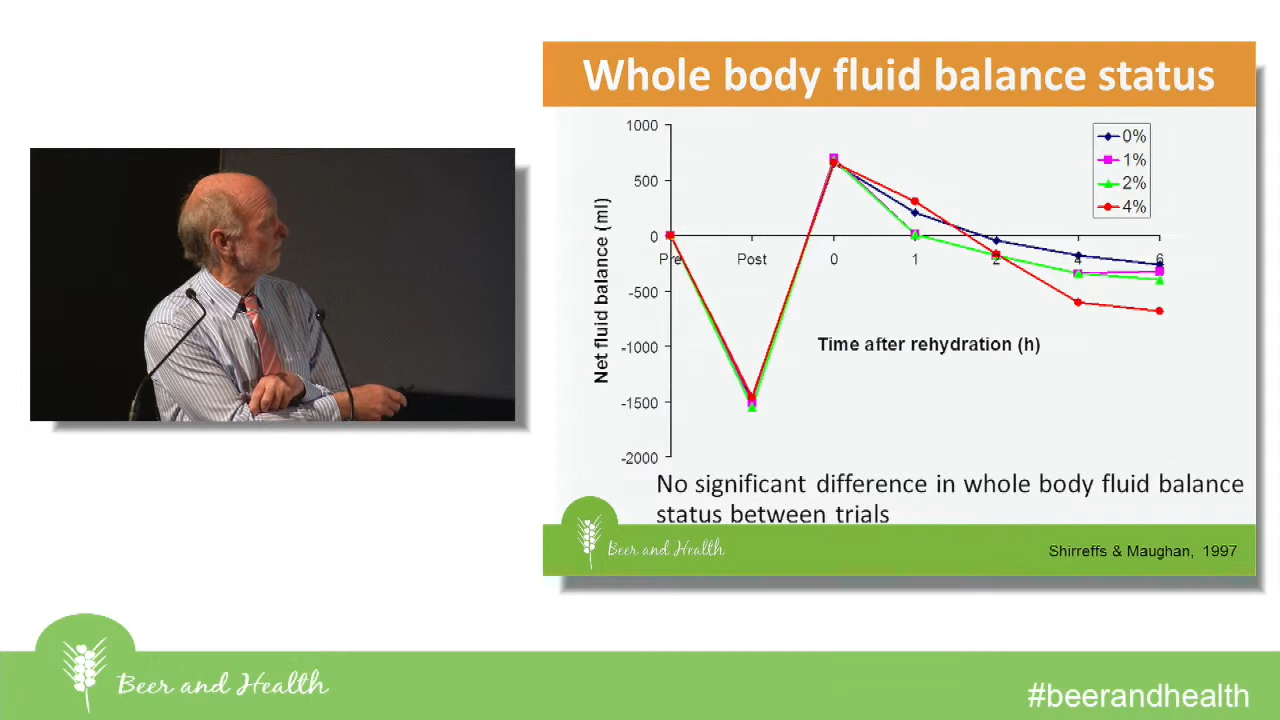 Whole body fluid balance status
1000
500
0
-500
-1000
-1500
-2000
Net fluid balance (ml)
Pre
Post
0
1
2
4
6
Time after rehydration (h)
0%
1%
2%
4%
No significant difference in whole body fluid balance
status between trials
Beer and Health
Shirreffs & Maughan, 1997
Beer and Health
#beerandhealth